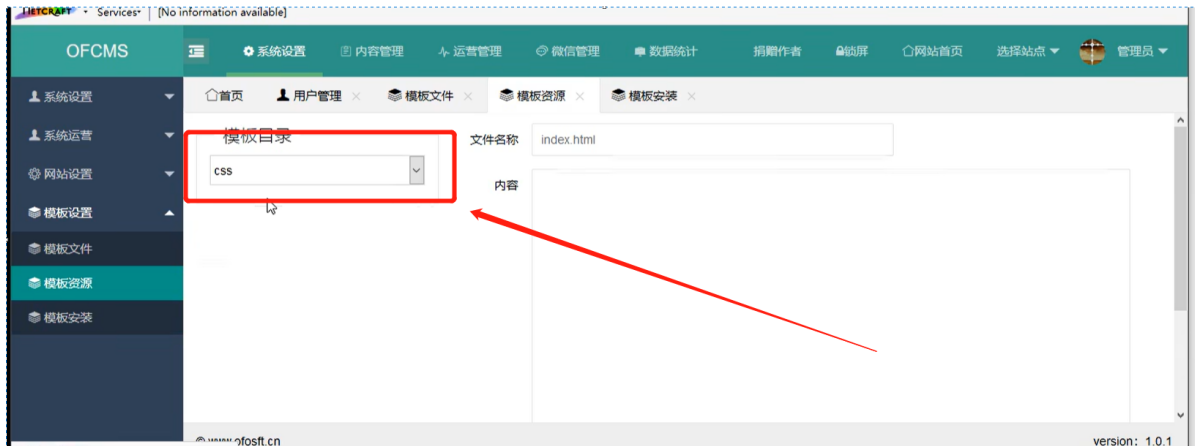 NETCRAFT Services [No information available]
OFCMS 系统设置 内容管理 运营管理 微信管理 数据统计 捐赠作者 锁屏 网站首页 选择站点 管理员
系统设置
系统运营
网站设置
模板设置
模板文件
模板资源
模板安装
首页 用户管理 模板文件 模板资源 模板安装
模板目录
css
文件名称 index.html
内容
© www.ofosft.cn version：1.0.1